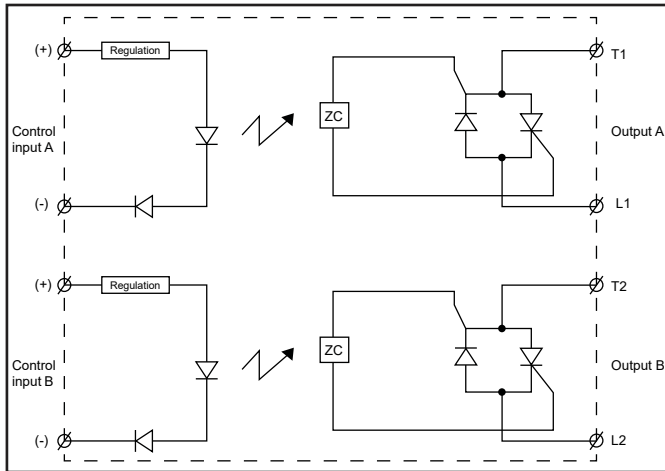 (+)
Regulation
T1
Control
input A
ZC
Output A
(-)
L1
(+)
Regulation
T2
Control
input B
ZC
Output B
(-)
L2